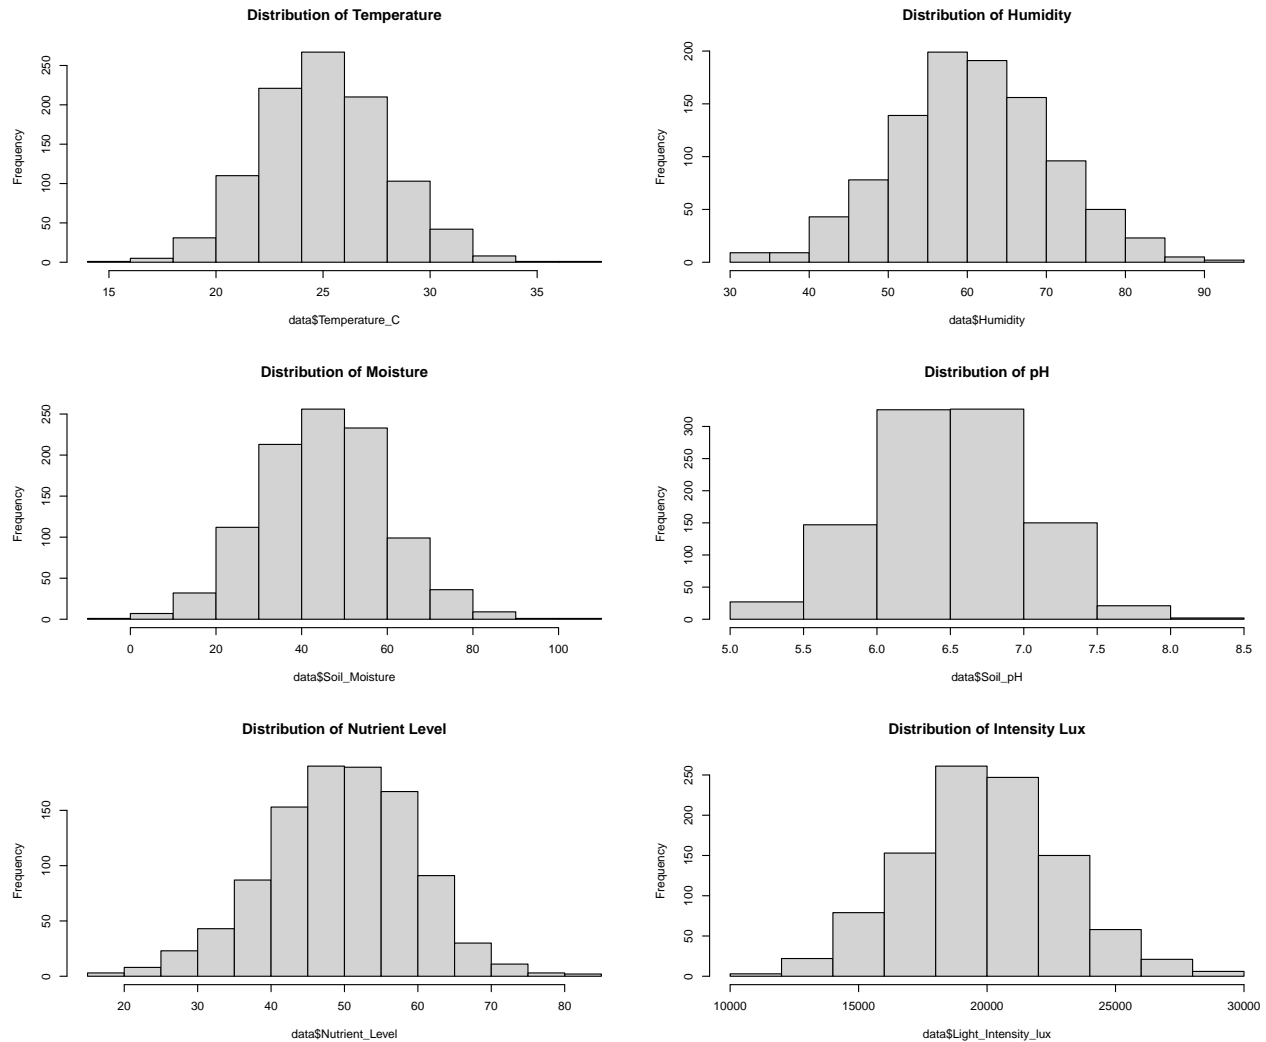 Distribution of Temperature
Frequency
0 50 100 150 200 250
15 20 25 30 35
data$Temperature_C
Distribution of Humidity
Frequency
0 50 100 150 200
30 40 50 60 70 80 90
data$Humidity
Distribution of Moisture
Frequency
0 50 100 150 200 250
0 20 40 60 80 100
data$Soil_Moisture
Distribution of pH
Frequency
0 50 100 150 200 250 300
5.0 5.5 6.0 6.5 7.0 7.5 8.0 8.5
data$Soil_pH
Distribution of Nutrient Level
Frequency
0 50 100 150
20 30 40 50 60 70 80
data$Nutrient_Level
Distribution of Intensity Lux
Frequency
0 50 100 150 200 250
10000 15000 20000 25000 30000
data$Light_Intensity_lux